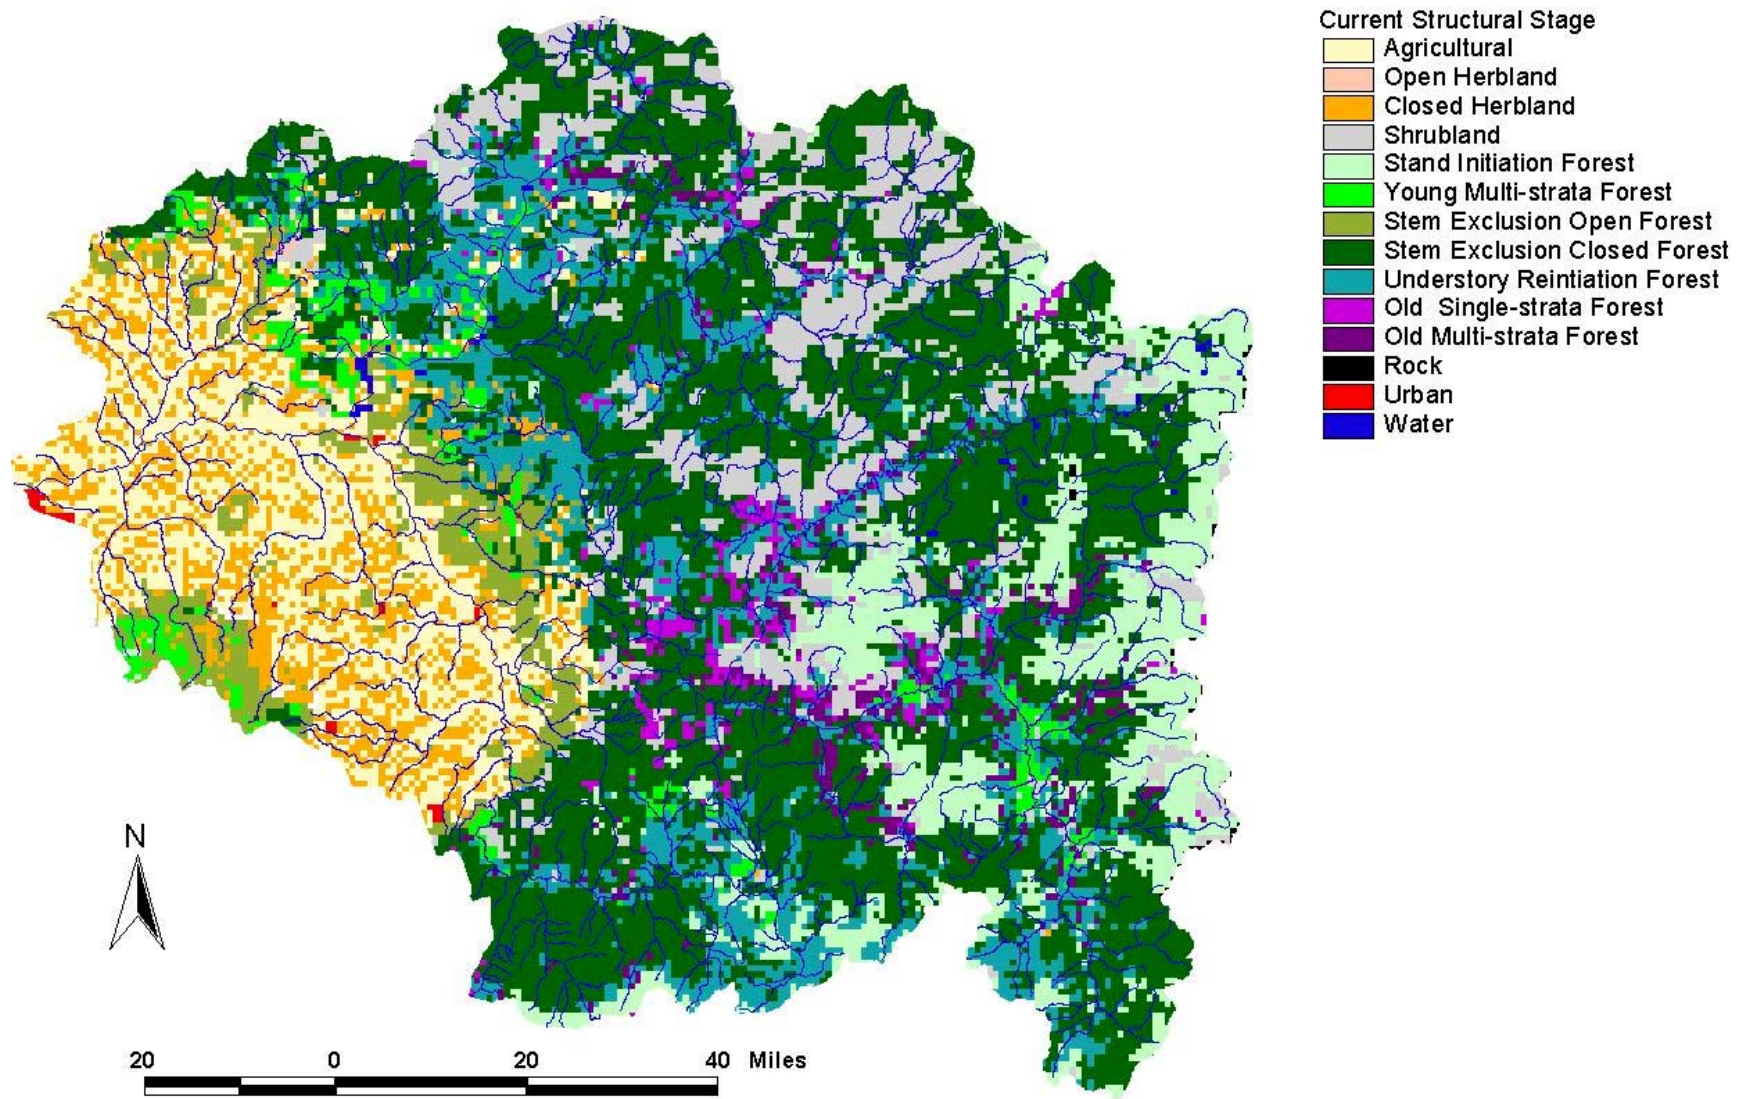 Current Structural Stage
Agricultural
Open Herbland
Closed Herbland
Shrubland
Stand Initiation Forest
Young Multi-strata Forest
Stem Exclusion Open Forest
Stem Exclusion Closed Forest
Understory Reintiation Forest
Old Single-strata Forest
Old Multi-strata Forest
Rock
Urban
Water
N
20 0 20 40 Miles